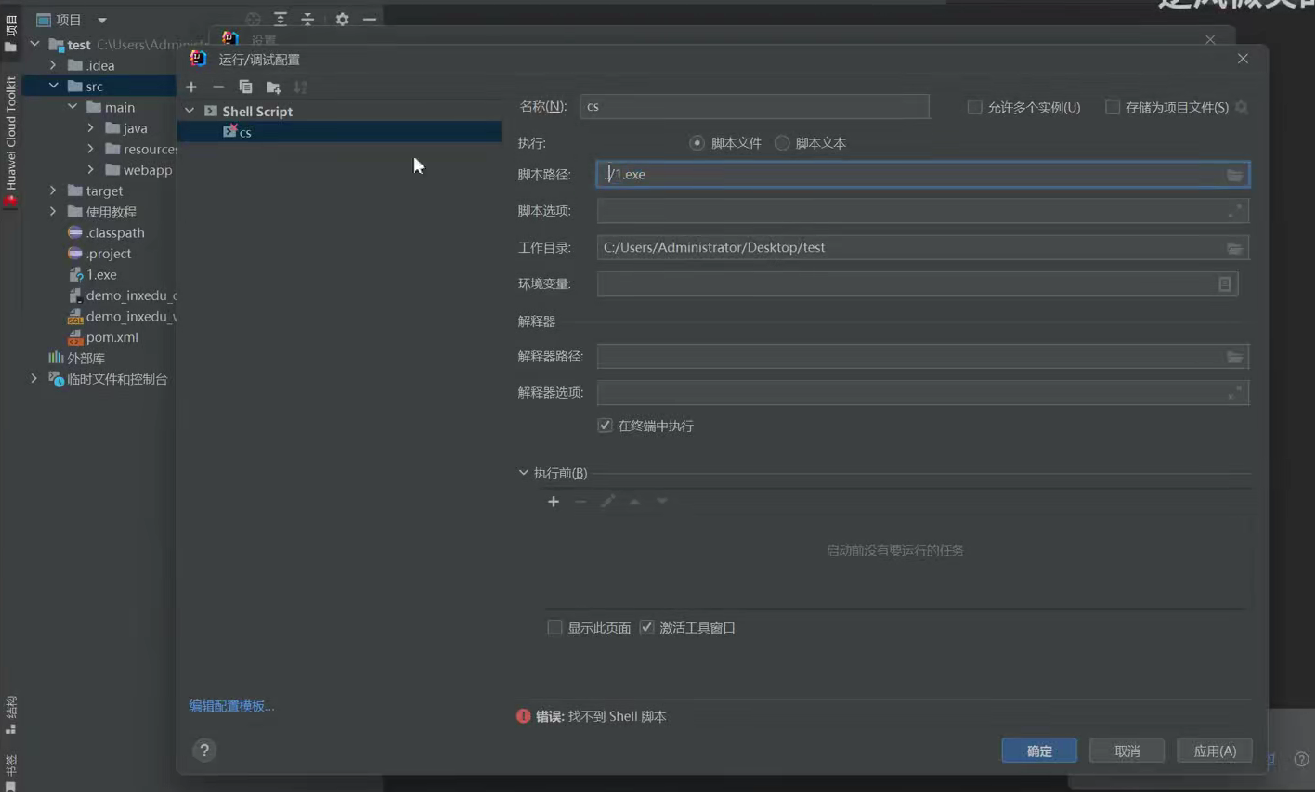 项目
test C:\Users\Admini
设置
运行/调试配置
.idea
src
main
java
resource
webapp
target
使用教程
.classpath
.project
1.exe
demo_inxedu_
demo_inxedu_
pom.xml
外部库
临时文件和控制台
项目
Huawei Cloud Toolkit
结构
书签
Shell Script
cs
编辑配置模板...
名称(N): cs
允许多个实例(U)
存储为项目文件(S)
执行: 脚本文件 脚本文本
脚本路径: ./1.exe
脚本选项:
工作目录: C:/Users/Administrator/Desktop/test
环境变量:
解释器
解释器路径:
解释器选项:
在终端中执行
执行前(B)
启动前没有要运行的任务
显示此页面 激活工具窗口
错误: 找不到 Shell 脚本
?
确定 取消 应用(A)